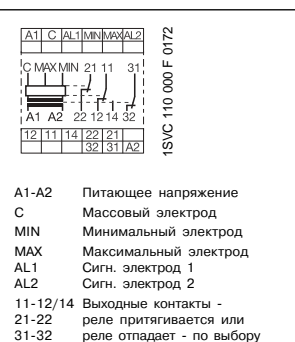 A1 C AL1 MIN MAX AL2
C MAX MIN 21 11 31
A1 A2 22 12 14 32
12 11 14 22 21
32 31 A2
1SVC 110 000 F 0172
A1-A2 Питающее напряжение
C Массовый электрод
MIN Минимальный электрод
MAX Максимальный электрод
AL1 Сигн. электрод 1
AL2 Сигн. электрод 2
11-12/14 Выходные контакты -
21-22 реле притягивается или
31-32 реле отпадает - по выбору